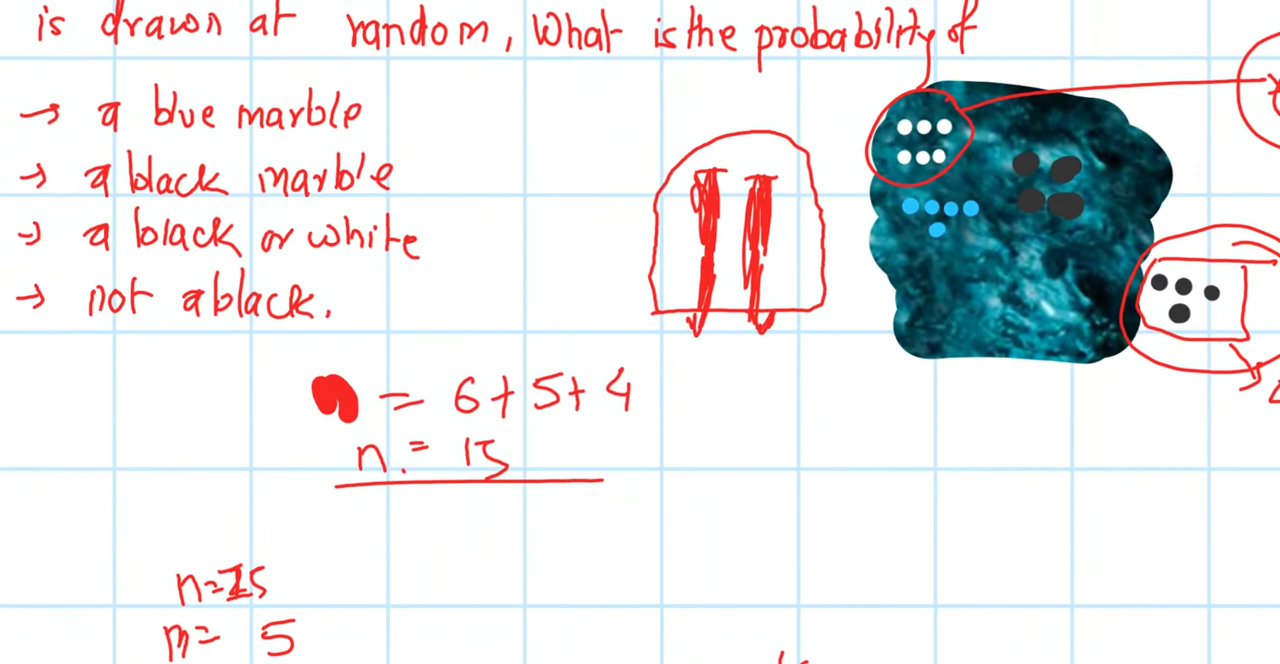 is drawn at random, What is the probability of
→ a blue marble
→ a black marble
→ a black or white
→ not a black.
= 6+5+4
n = 15
n=15
m= 5